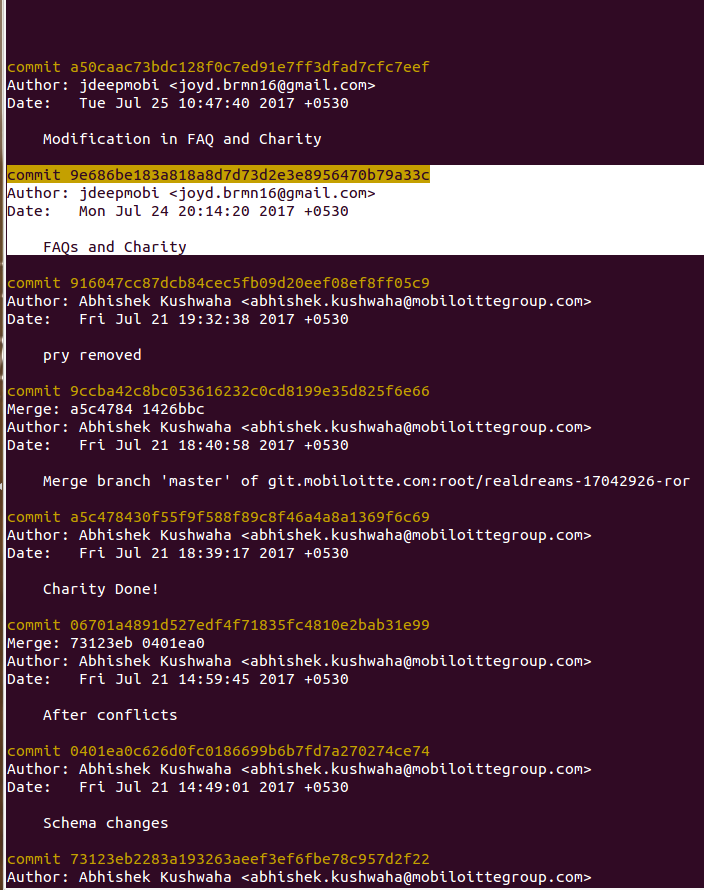 commit a50caac73bdc128f0c7ed91e7ff3dfad7cfc7eef
Author: jdeepmobi <joyd.brmn16@gmail.com>
Date:   Tue Jul 25 10:47:40 2017 +0530
    Modification in FAQ and Charity
commit 9e686be183a818a8d7d73d2e3e8956470b79a33c
Author: jdeepmobi <joyd.brmn16@gmail.com>
Date:   Mon Jul 24 20:14:20 2017 +0530
    FAQs and Charity
commit 916047cc87dcb84cec5fb09d20eef08ef8ff05c9
Author: Abhishek Kushwaha <abhishek.kushwaha@mobiloittegroup.com>
Date:   Fri Jul 21 19:32:38 2017 +0530
    pry removed
commit 9ccba42c8bc053616232c0cd8199e35d825f6e66
Merge: a5c4784 1426bbc
Author: Abhishek Kushwaha <abhishek.kushwaha@mobiloittegroup.com>
Date:   Fri Jul 21 18:40:58 2017 +0530
    Merge branch 'master' of git.mobiloitte.com:root/realdreams-17042926-ror
commit a5c478430f55f9f588f89c8f46a4a8a1369f6c69
Author: Abhishek Kushwaha <abhishek.kushwaha@mobiloittegroup.com>
Date:   Fri Jul 21 18:39:17 2017 +0530
    Charity Done!
commit 06701a4891d527edf4f71835fc4810e2bab31e99
Merge: 73123eb 0401ea0
Author: Abhishek Kushwaha <abhishek.kushwaha@mobiloittegroup.com>
Date:   Fri Jul 21 14:59:45 2017 +0530
    After conflicts
commit 0401ea0c626d0fc0186699b6b7fd7a270274ce74
Author: Abhishek Kushwaha <abhishek.kushwaha@mobiloittegroup.com>
Date:   Fri Jul 21 14:49:01 2017 +0530
    Schema changes
commit 73123eb2283a193263aeef3ef6fbe78c957d2f22
Author: Abhishek Kushwaha <abhishek.kushwaha@mobiloittegroup.com>